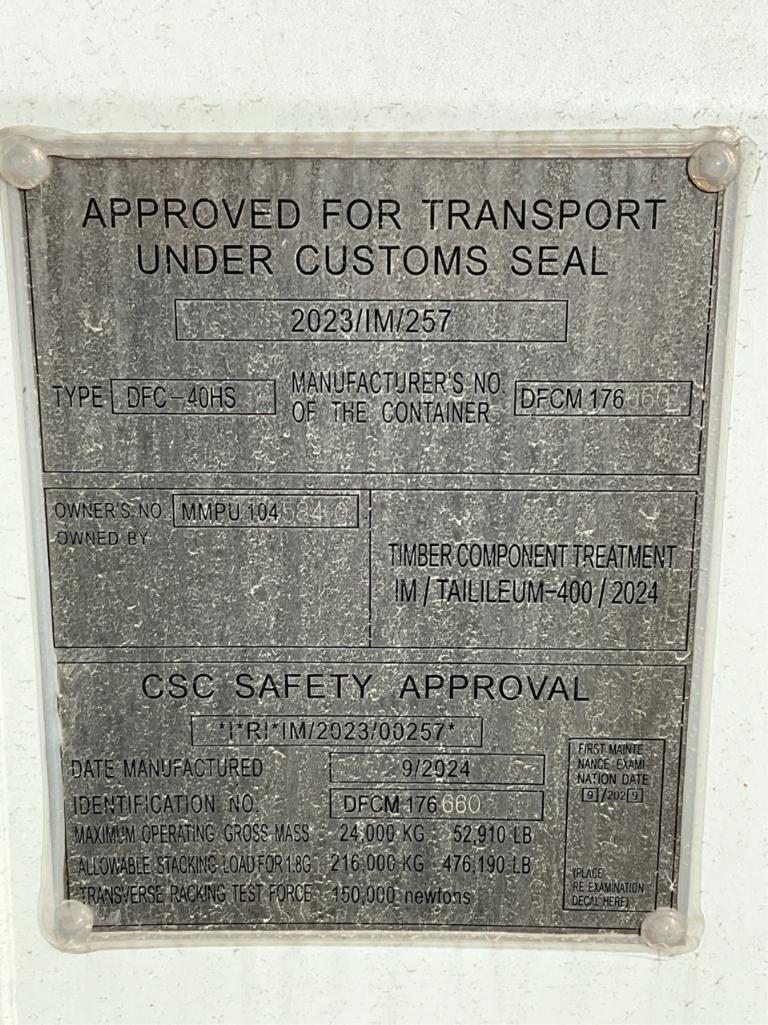 APPROVED FOR TRANSPORT
UNDER CUSTOMS SEAL
2023/IM/257
TYPE DFC-40HS MANUFACTURER'S NO.
OF THE CONTAINER DFCM 176660
OWNER'S NO. MMPU 104
OWNED BY
TIMBER COMPONENT TREATMENT
IM / TAILILEUM-400 / 2024
CSC SAFETY APPROVAL
*I*RI*IM/2023/00257*
DATE MANUFACTURED 9/2024
IDENTIFICATION NO. DFCM 176660
MAXIMUM OPERATING GROSS MASS 24,000 KG 52,910 LB
ALLOWABLE STACKING LOAD FOR 1.8G 216,000 KG 476,190 LB
TRANSVERSE RACKING TEST FORCE 150,000 newtons
FIRST MAINTE
NANCE EXAMI
NATION DATE
9/2029
(PLACE
RE EXAMINATION
DECAL HERE)